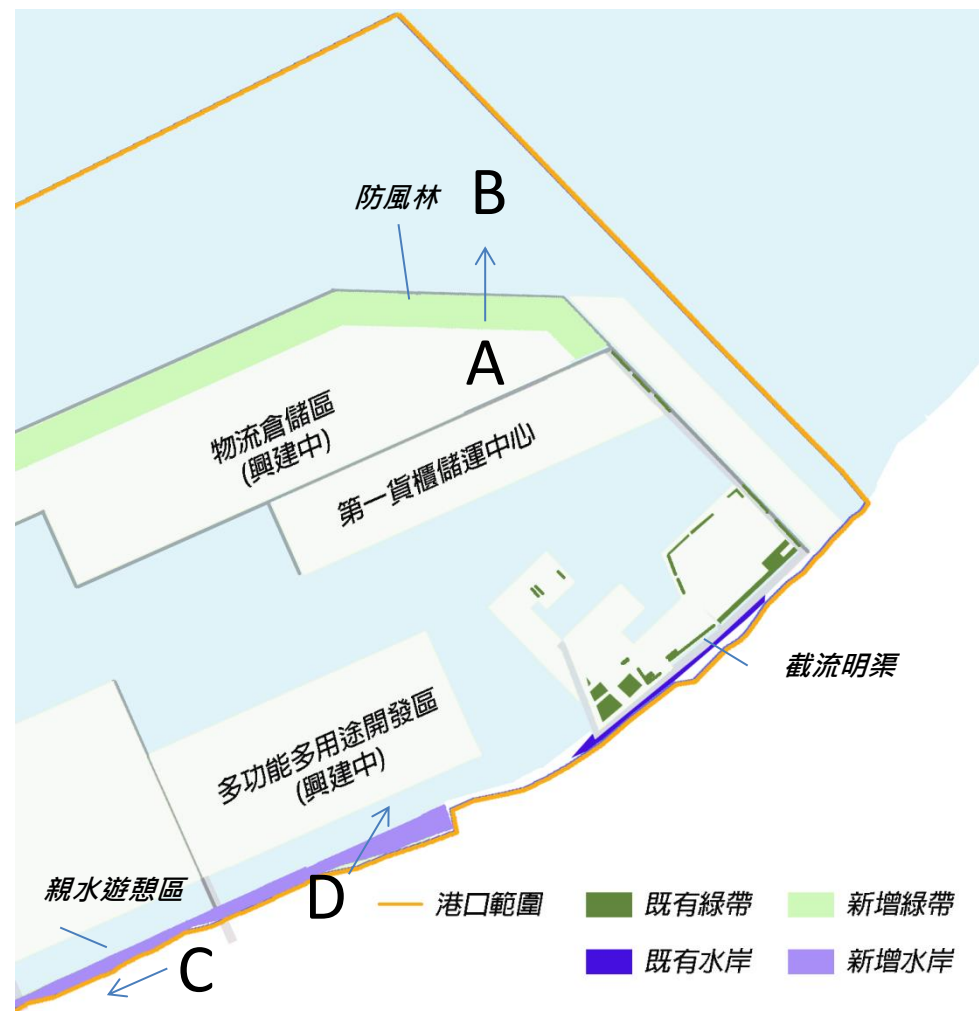 防風林
B
A
物流倉儲區
(興建中)
第一貨櫃儲運中心
截流明渠
多功能多用途開發區
(興建中)
親水遊憩區
D
C
港口範圍
既有綠帶
新增綠帶
既有水岸
新增水岸